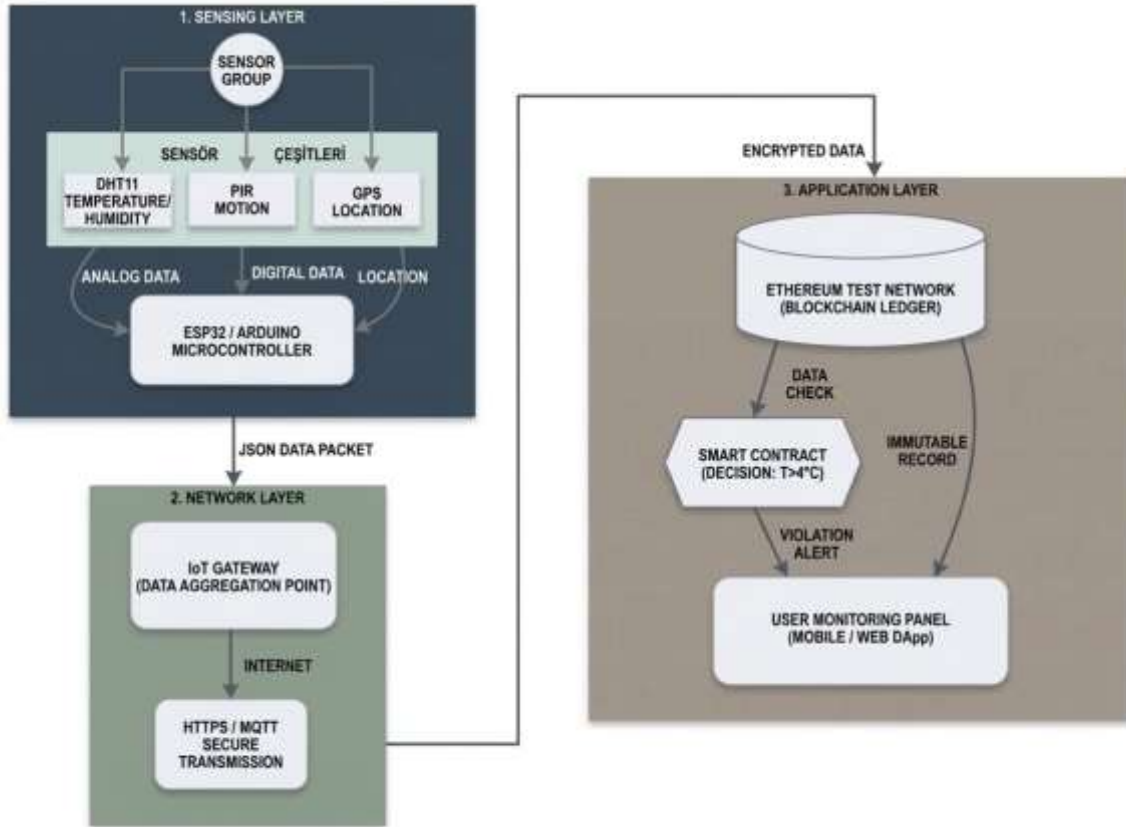 1. SENSING LAYER
SENSOR
GROUP
SENSÖR ÇEŞİTLERİ
DHT11
TEMPERATURE/
HUMIDITY
PIR
MOTION
GPS
LOCATION
ANALOG DATA
DIGITAL DATA
LOCATION
ESP32 / ARDUINO
MICROCONTROLLER
JSON DATA PACKET
2. NETWORK LAYER
IoT GATEWAY
(DATA AGGREGATION POINT)
INTERNET
HTTPS / MQTT
SECURE
TRANSMISSION
ENCRYPTED DATA
3. APPLICATION LAYER
ETHEREUM TEST NETWORK
(BLOCKCHAIN LEDGER)
DATA
CHECK
SMART CONTRACT
(DECISION: T>4°C)
IMMUTABLE
RECORD
VIOLATION
ALERT
USER MONITORING PANEL
(MOBILE / WEB DApp)